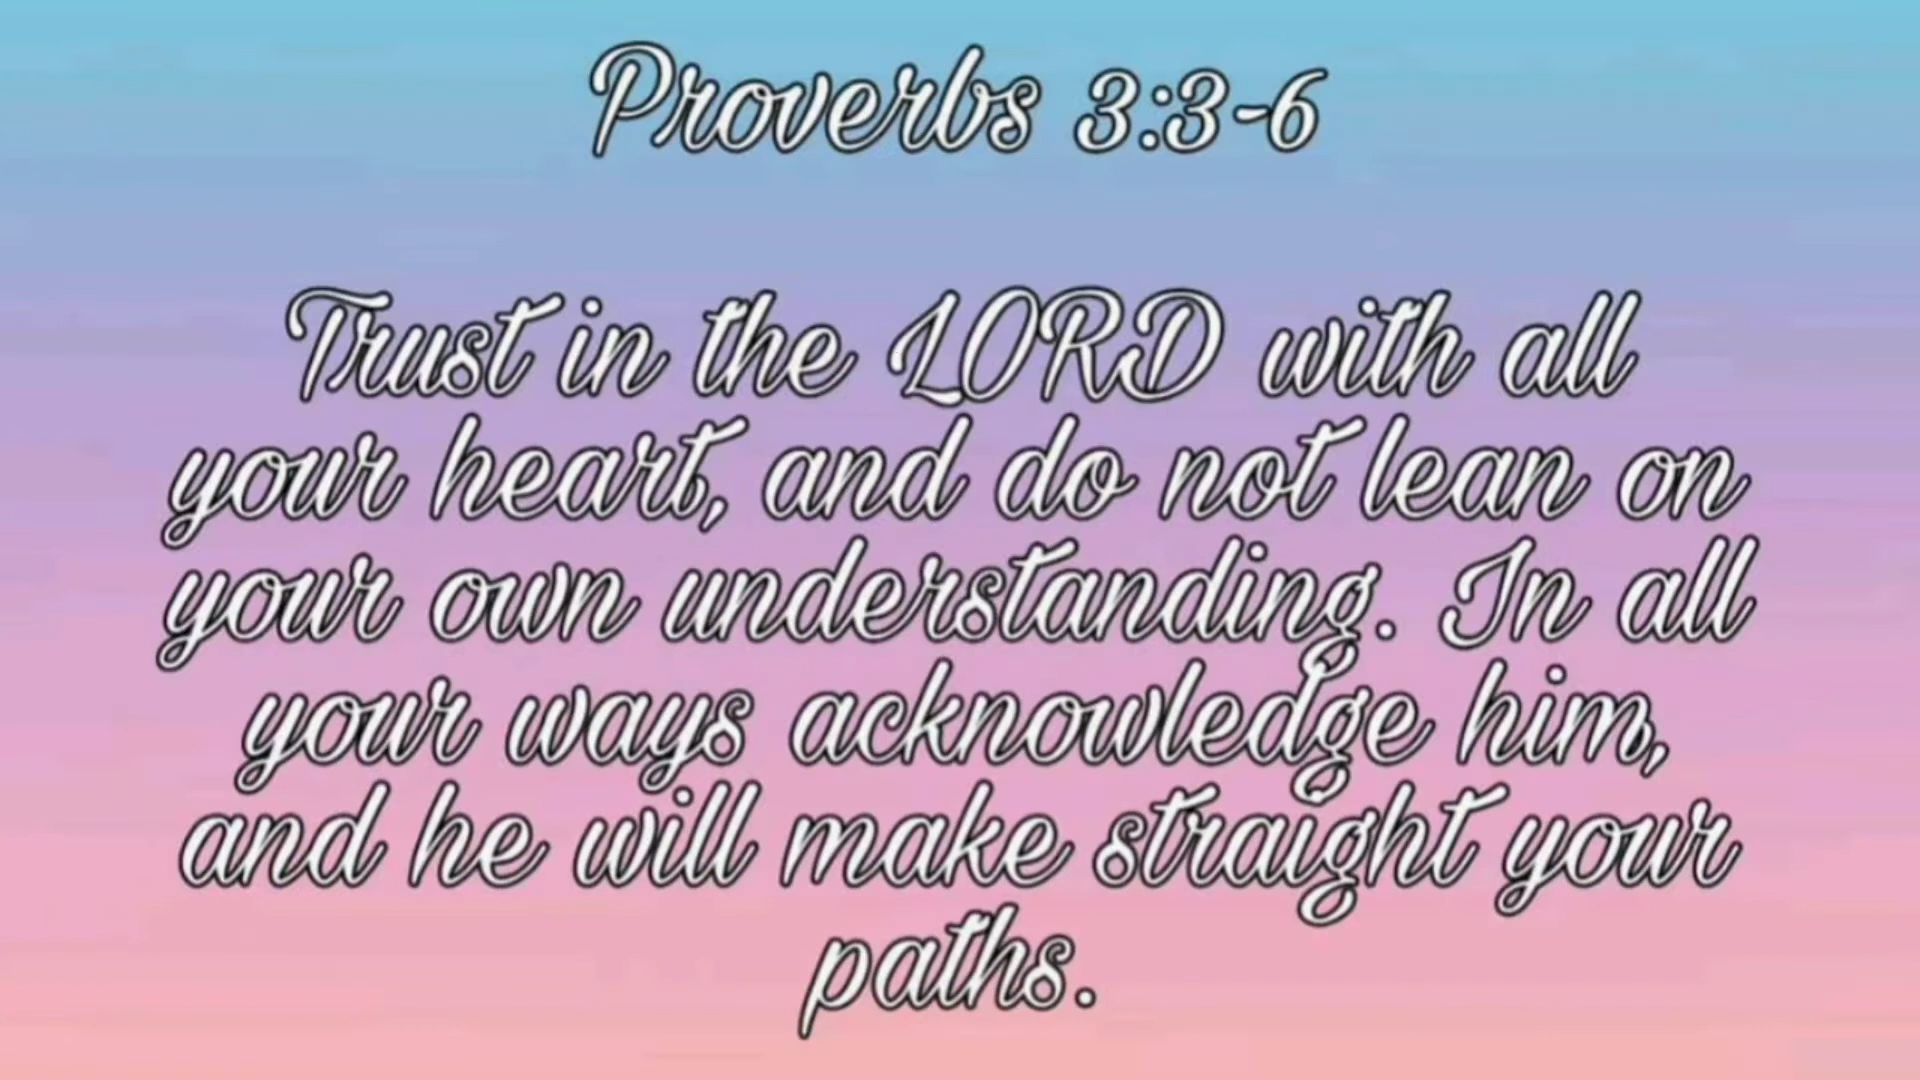 Proverbs 3:3-6
Trust in the LORD with all
your heart, and do not lean on
your own understanding. In all
your ways acknowledge him,
and he will make straight your
paths.